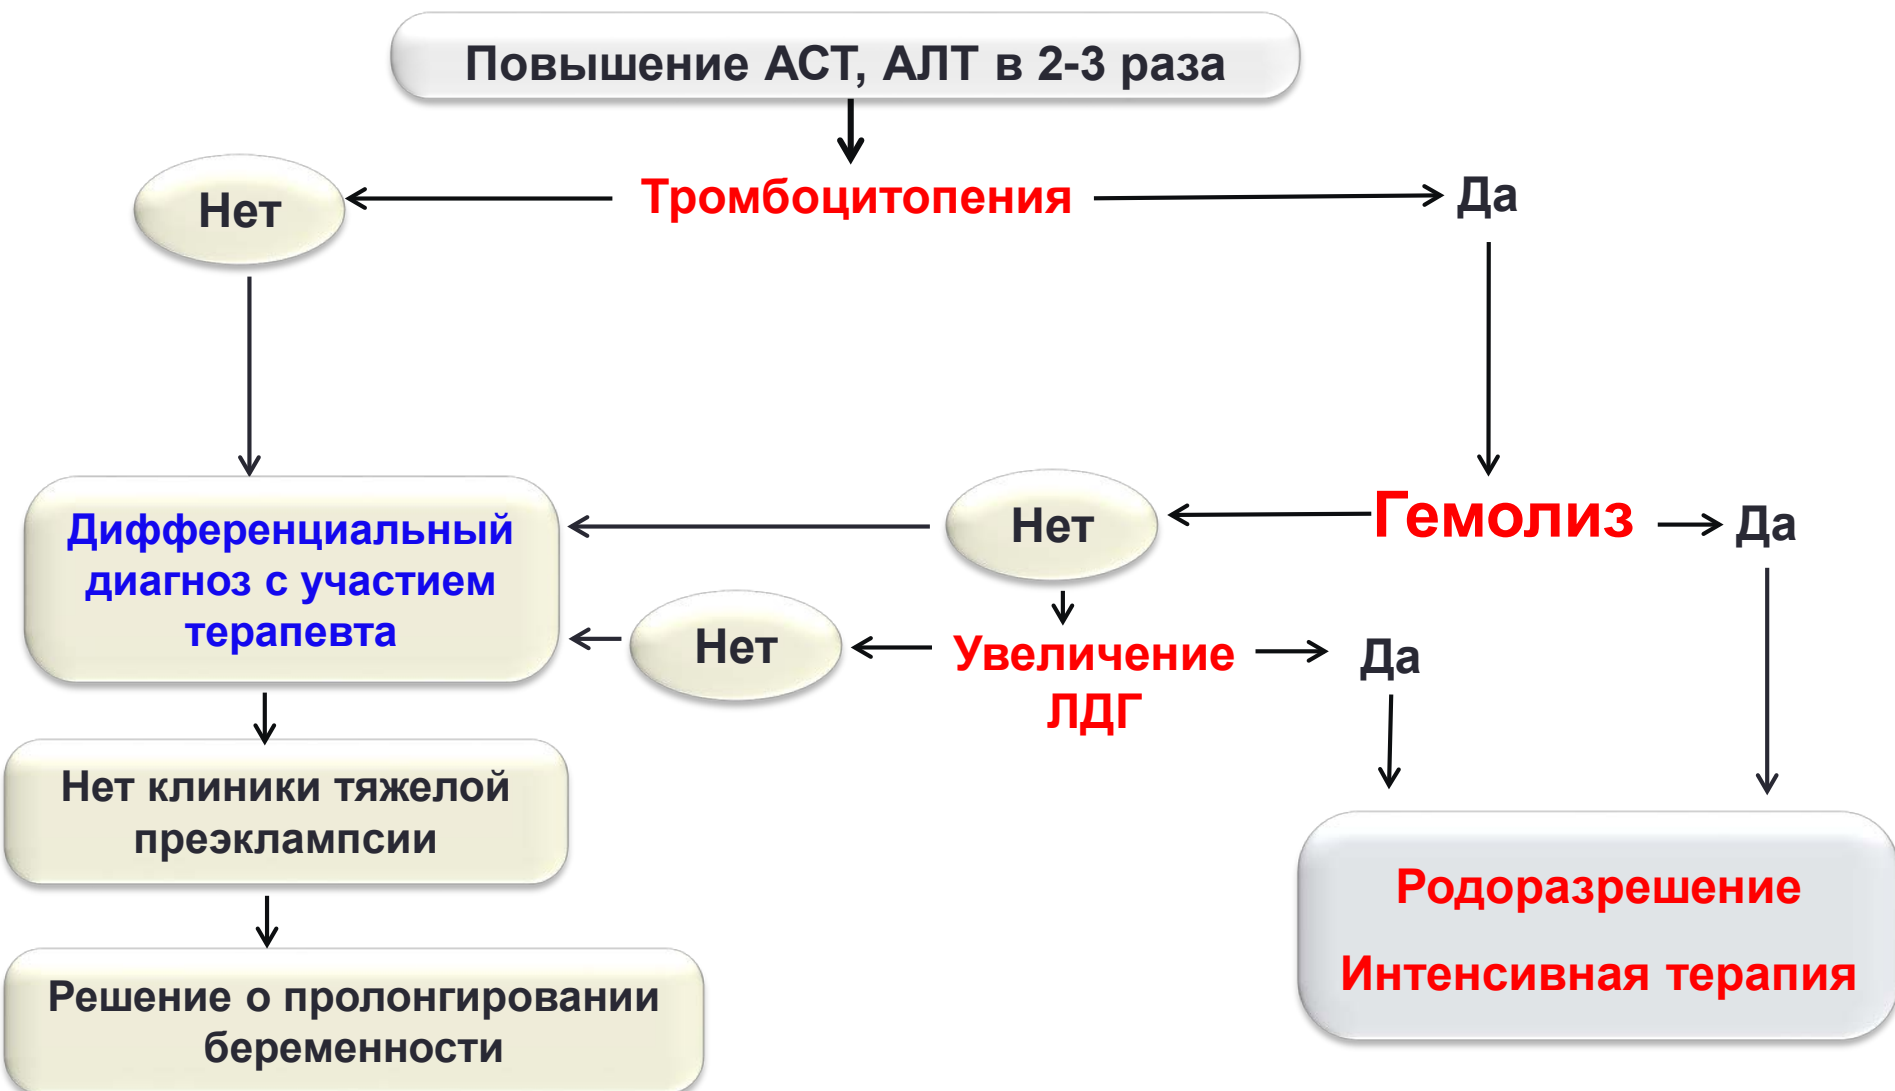 Повышение АСТ, АЛТ в 2-3 раза
Нет
Тромбоцитопения
Да
Дифференциальный
диагноз с участием
терапевта
Нет
Гемолиз
Да
Нет
Увеличение
ЛДГ
Да
Нет клиники тяжелой
преэклампсии
Родоразрешение
Интенсивная терапия
Решение о пролонгировании
беременности